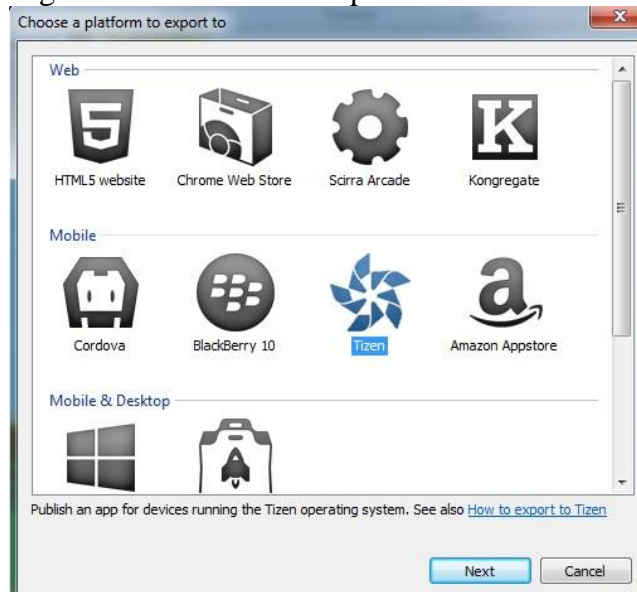 Choose a platform to export to
Web
HTML5 website Chrome Web Store Scirra Arcade Kongregate
Mobile
Cordova BlackBerry 10 Tizen Amazon Appstore
Mobile & Desktop
Publish an app for devices running the Tizen operating system. See also How to export to Tizen
Next Cancel